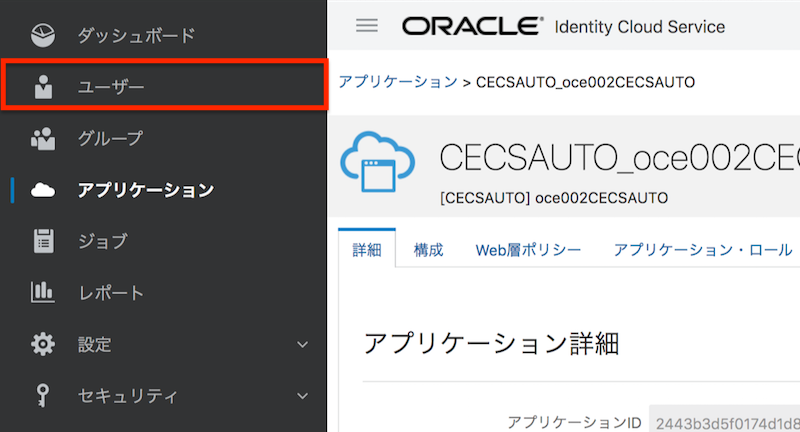 ダッシュボード
ユーザー
グループ
アプリケーション
ジョブ
レポート
設定
セキュリティ
ORACLE® Identity Cloud Service
アプリケーション > CECSAUTO_oce002CECSAUTO
CECSAUTO_oce002CEC
[CECSAUTO] oce002CECSAUTO
詳細 構成 Web層ポリシー アプリケーション・ロール
アプリケーション詳細
アプリケーションID 2443b3d5f0174d1d8